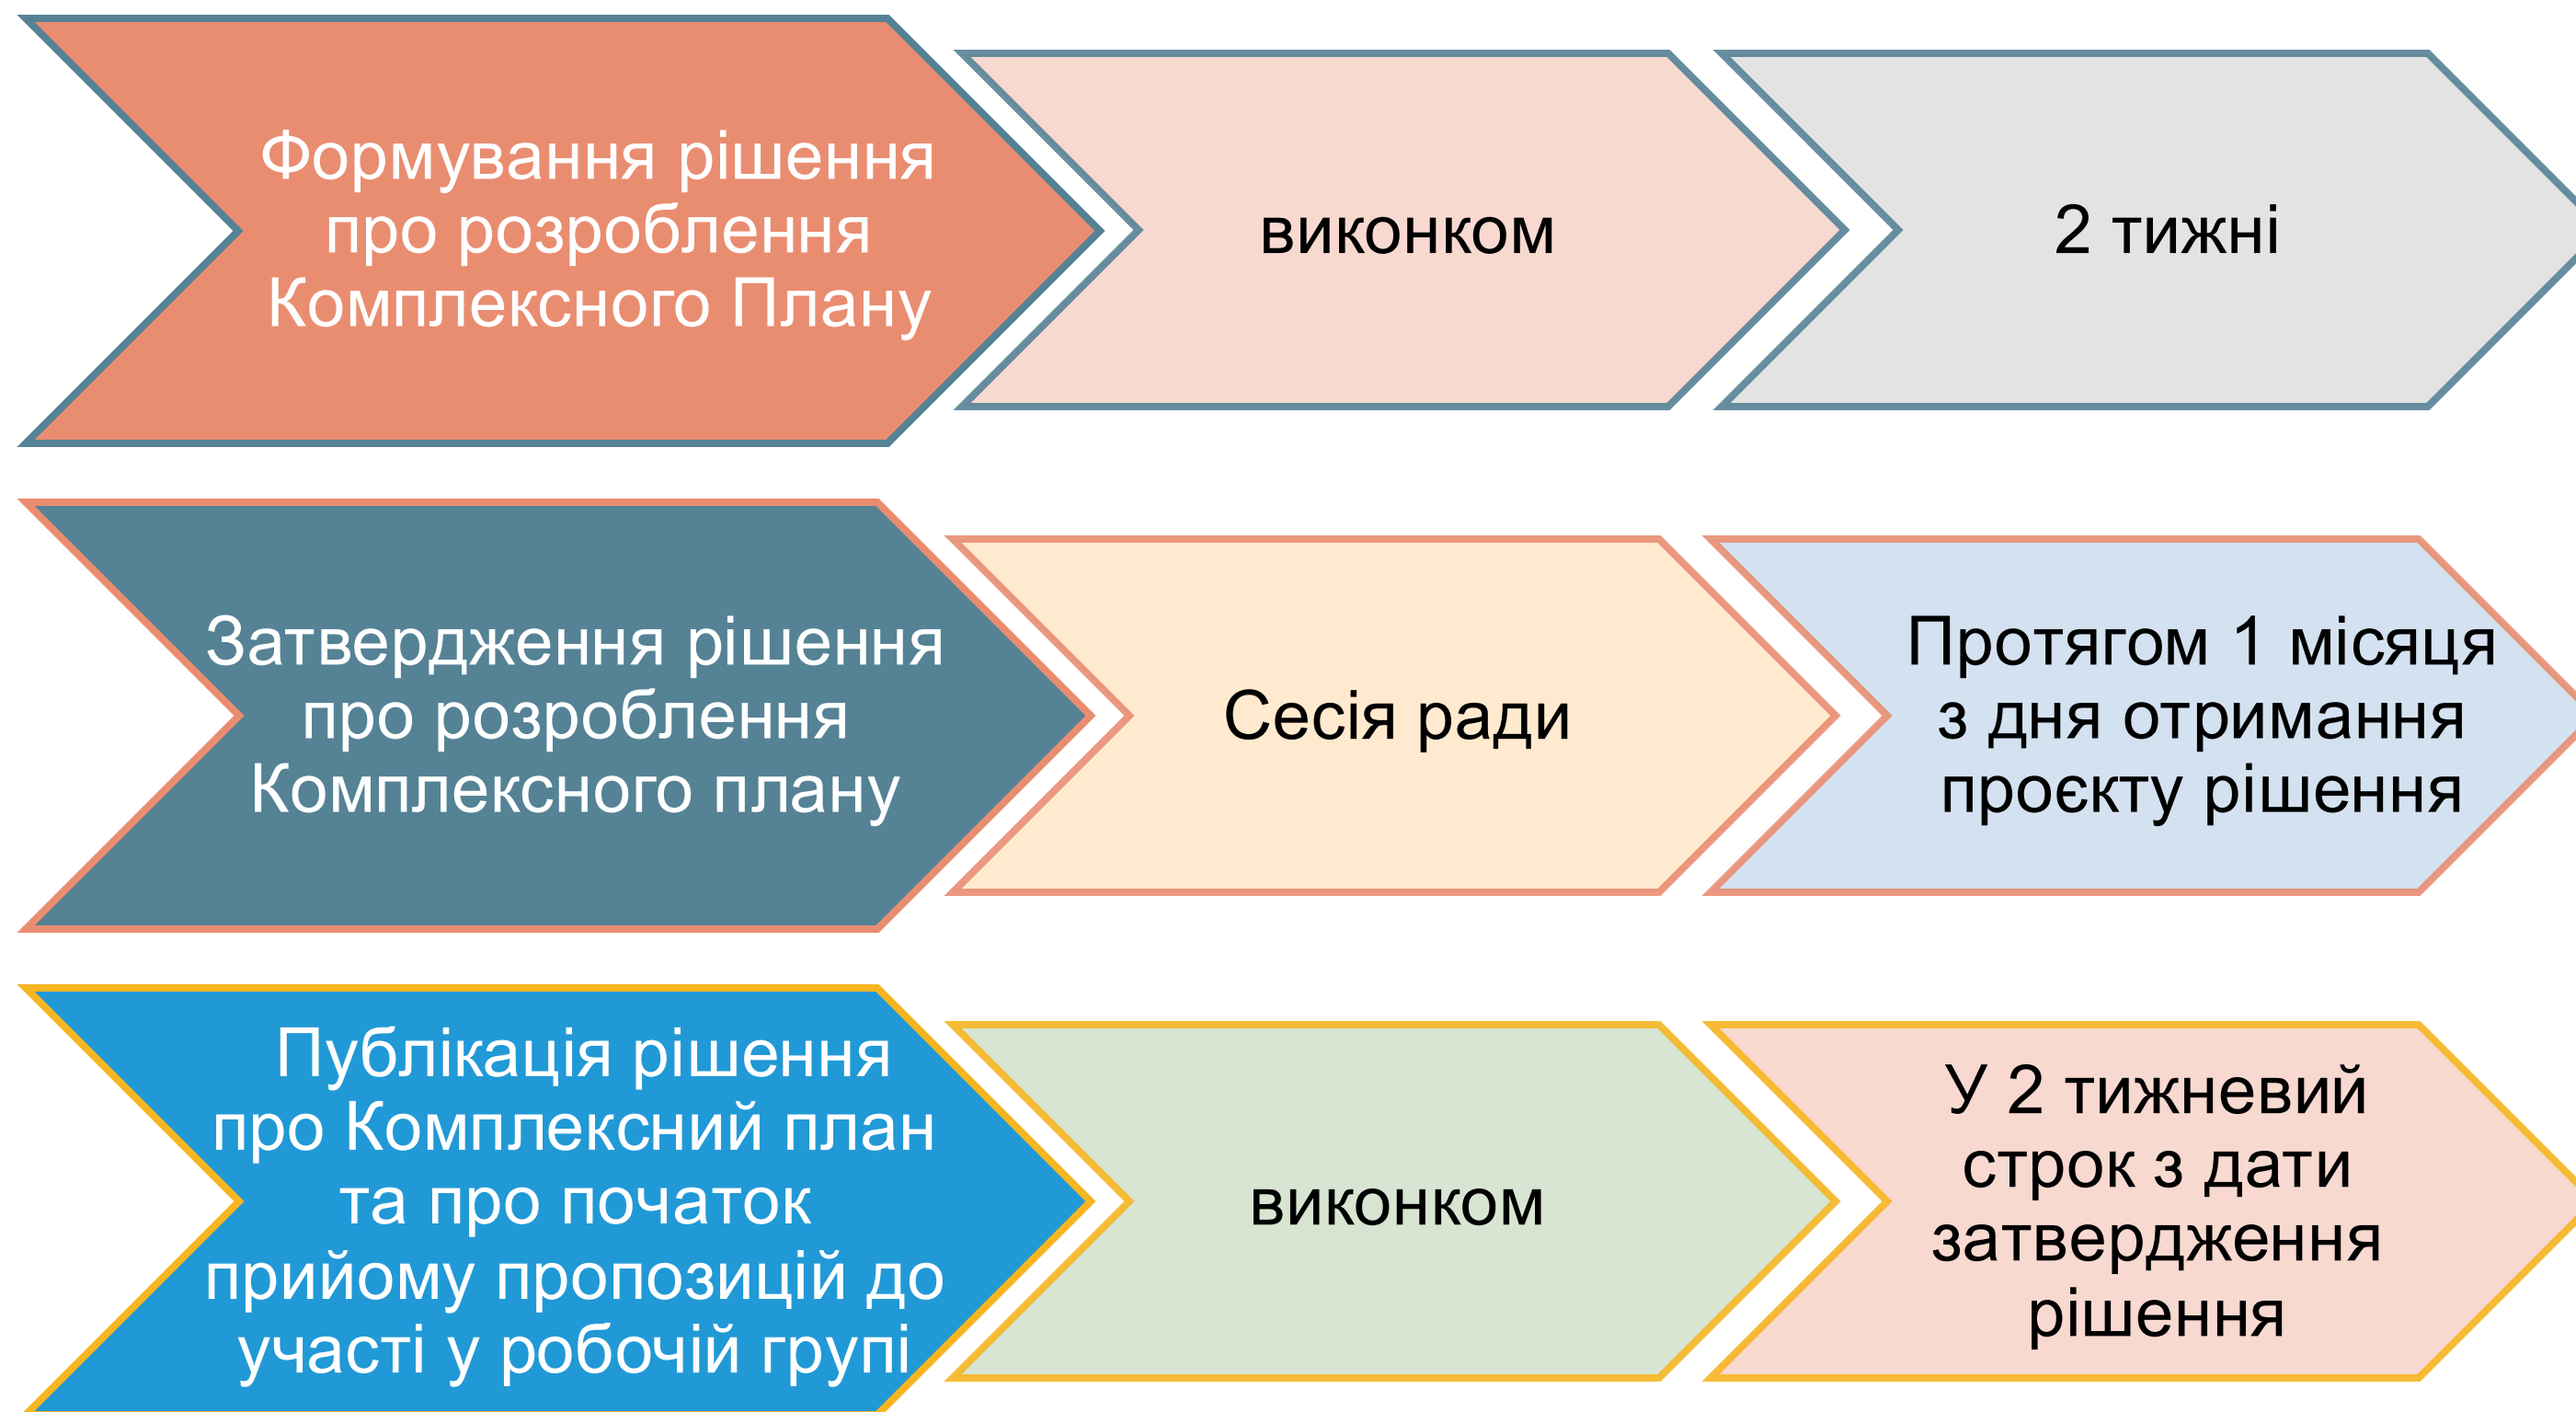 Формування рішення
про розроблення
Комплексного Плану
виконком
2 тижні
Затвердження рішення
про розроблення
Комплексного плану
Сесія ради
Протягом 1 місяця
з дня отримання
проєкту рішення
Публікація рішення
про Комплексний план
та про початок
прийому пропозицій до
участі у робочій групі
виконком
У 2 тижневий
строк з дати
затвердження
рішення